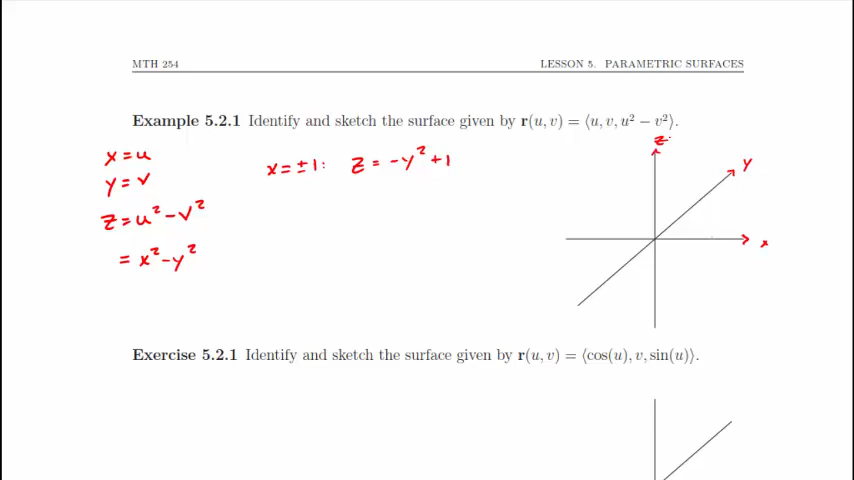 MTH 254 LESSON 5. PARAMETRIC SURFACES
Example 5.2.1 Identify and sketch the surface given by r(u, v) = ⟨u, v, u² − v²⟩.
x = u
y = v
z = u² − v²
= x² − y²
x = ±1: z = −y² + 1
z
y
x
Exercise 5.2.1 Identify and sketch the surface given by r(u, v) = ⟨cos(u), v, sin(u)⟩.